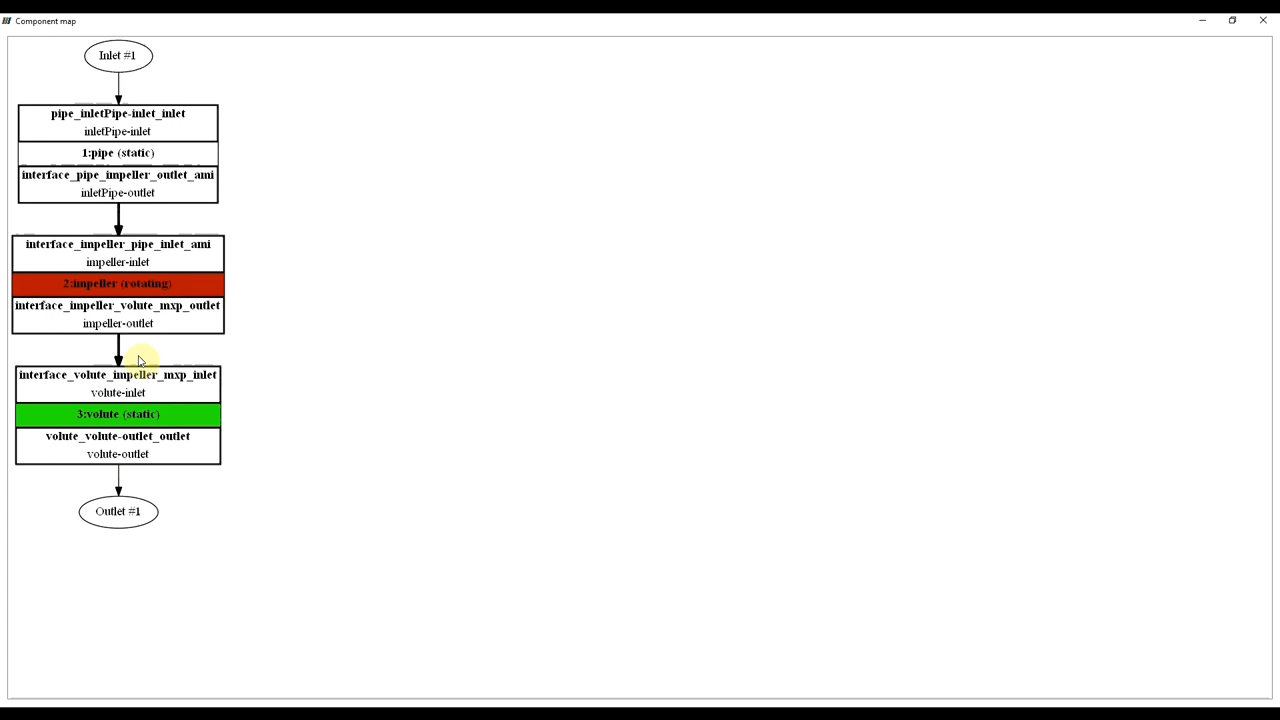 Component map
Inlet #1
pipe_inletPipe-inlet_inlet
inletPipe-inlet
1:pipe (static)
interface_pipe_impeller_outlet_ami
inletPipe-outlet
interface_impeller_pipe_inlet_ami
impeller-inlet
2:impeller (rotating)
interface_impeller_volute_mxp_outlet
impeller-outlet
interface_volute_impeller_mxp_inlet
volute-inlet
3:volute (static)
volute_volute-outlet_outlet
volute-outlet
Outlet #1